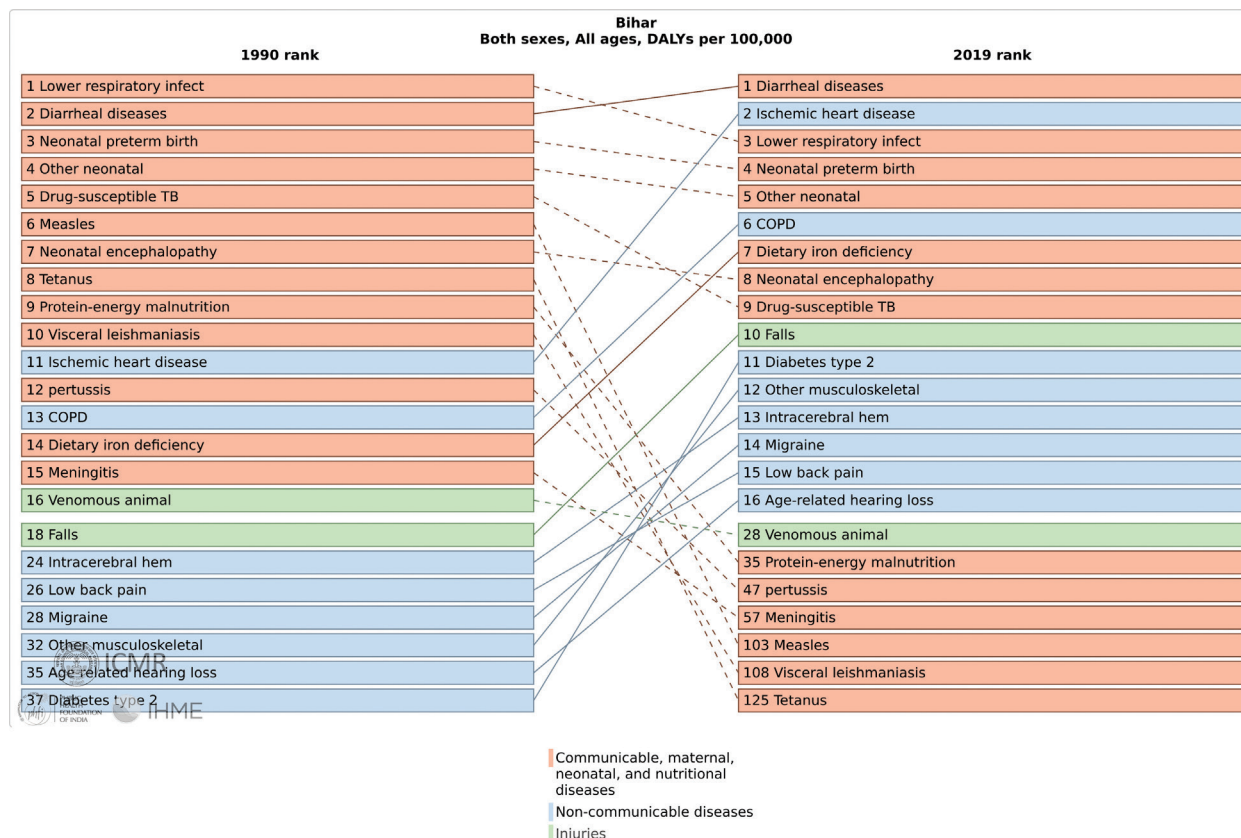 Bihar
Both sexes, All ages, DALYs per 100,000
1990 rank
2019 rank
1 Lower respiratory infect
2 Diarrheal diseases
3 Neonatal preterm birth
4 Other neonatal
5 Drug-susceptible TB
6 Measles
7 Neonatal encephalopathy
8 Tetanus
9 Protein-energy malnutrition
10 Visceral leishmaniasis
11 Ischemic heart disease
12 pertussis
13 COPD
14 Dietary iron deficiency
15 Meningitis
16 Venomous animal
18 Falls
24 Intracerebral hem
26 Low back pain
28 Migraine
32 Other musculoskeletal
35 Age-related hearing loss
37 Diabetes type 2
ICMR
FOUNDATION
OF INDIA
IHME
1 Diarrheal diseases
2 Ischemic heart disease
3 Lower respiratory infect
4 Neonatal preterm birth
5 Other neonatal
6 COPD
7 Dietary iron deficiency
8 Neonatal encephalopathy
9 Drug-susceptible TB
10 Falls
11 Diabetes type 2
12 Other musculoskeletal
13 Intracerebral hem
14 Migraine
15 Low back pain
16 Age-related hearing loss
28 Venomous animal
35 Protein-energy malnutrition
47 pertussis
57 Meningitis
103 Measles
108 Visceral leishmaniasis
125 Tetanus
Communicable, maternal,
neonatal, and nutritional
diseases
Non-communicable diseases
Injuries